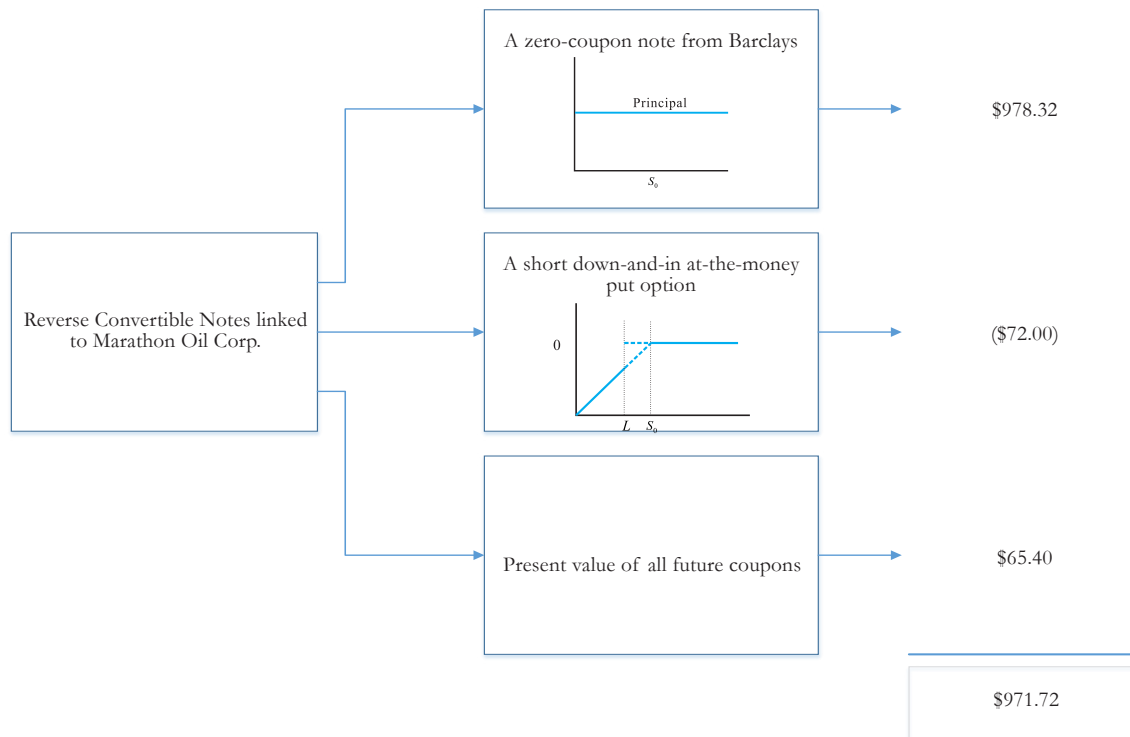 A zero-coupon note from Barclays
Principal
S₀
$978.32
Reverse Convertible Notes linked
to Marathon Oil Corp.
A short down-and-in at-the-money
put option
0
L S₀
($72.00)
Present value of all future coupons
$65.40
$971.72